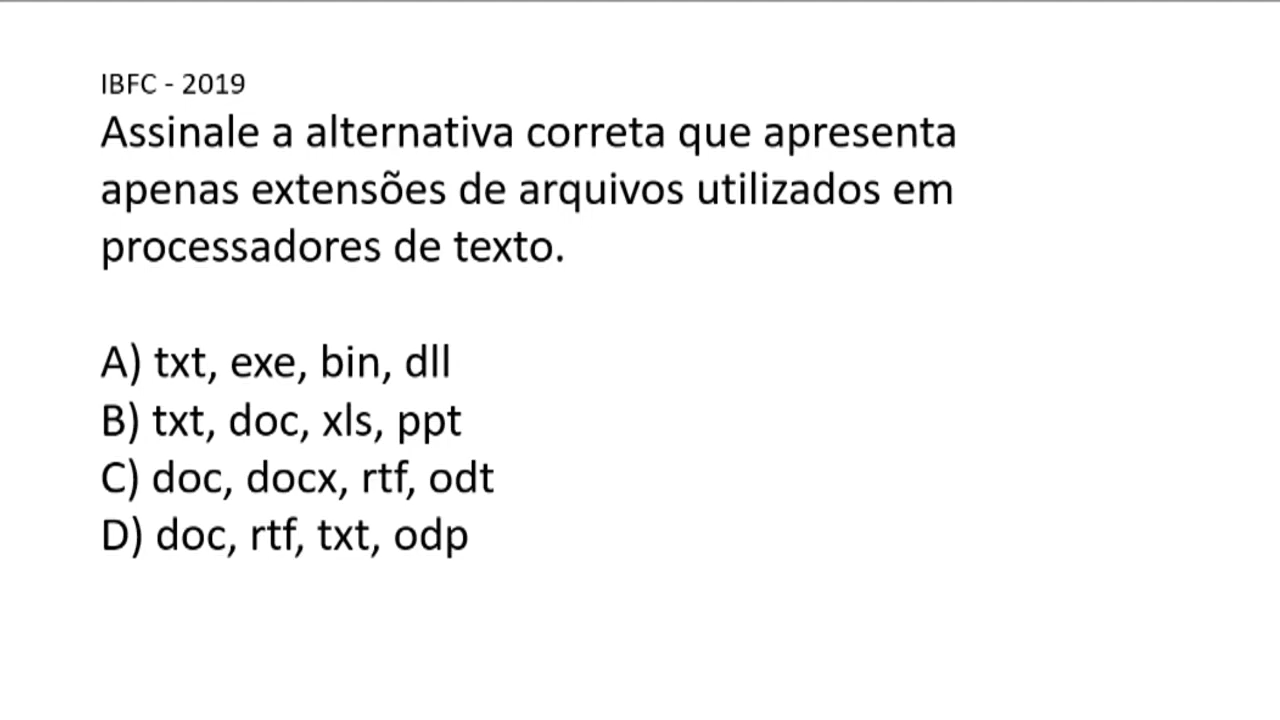 IBFC - 2019
Assinale a alternativa correta que apresenta
apenas extensões de arquivos utilizados em
processadores de texto.
A) txt, exe, bin, dll
B) txt, doc, xls, ppt
C) doc, docx, rtf, odt
D) doc, rtf, txt, odp